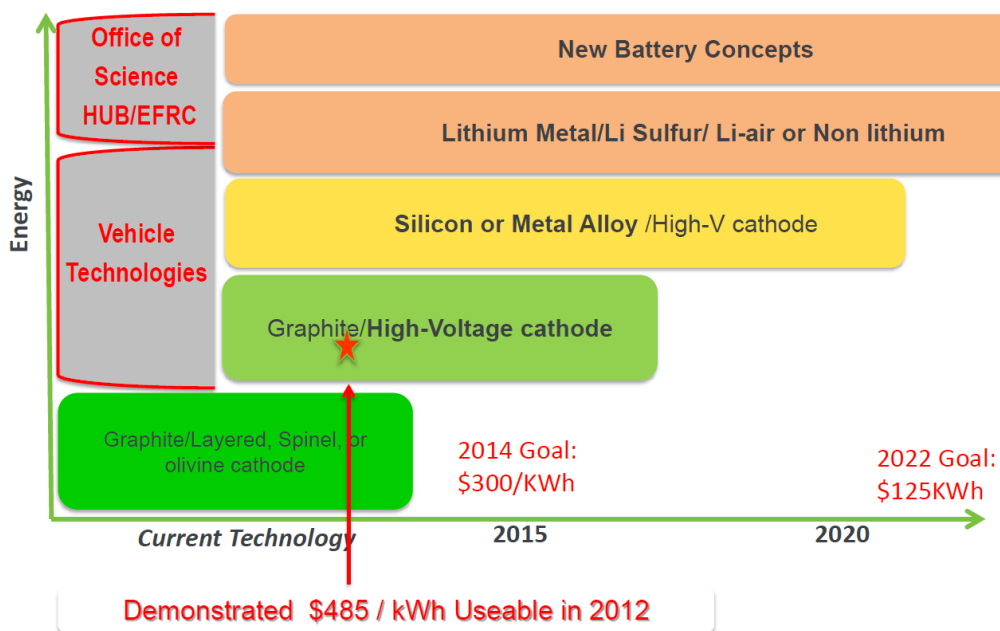 Office of
Science
HUB/EFRC
New Battery Concepts
Lithium Metal/Li Sulfur/ Li-air or Non lithium
Energy
Vehicle
Technologies
Silicon or Metal Alloy /High-V cathode
Graphite/High-Voltage cathode
Graphite/Layered, Spinel, or
olivine cathode
2014 Goal:
$300/KWh
2022 Goal:
$125KWh
Current Technology
2015
2020
Demonstrated $485 / kWh Useable in 2012